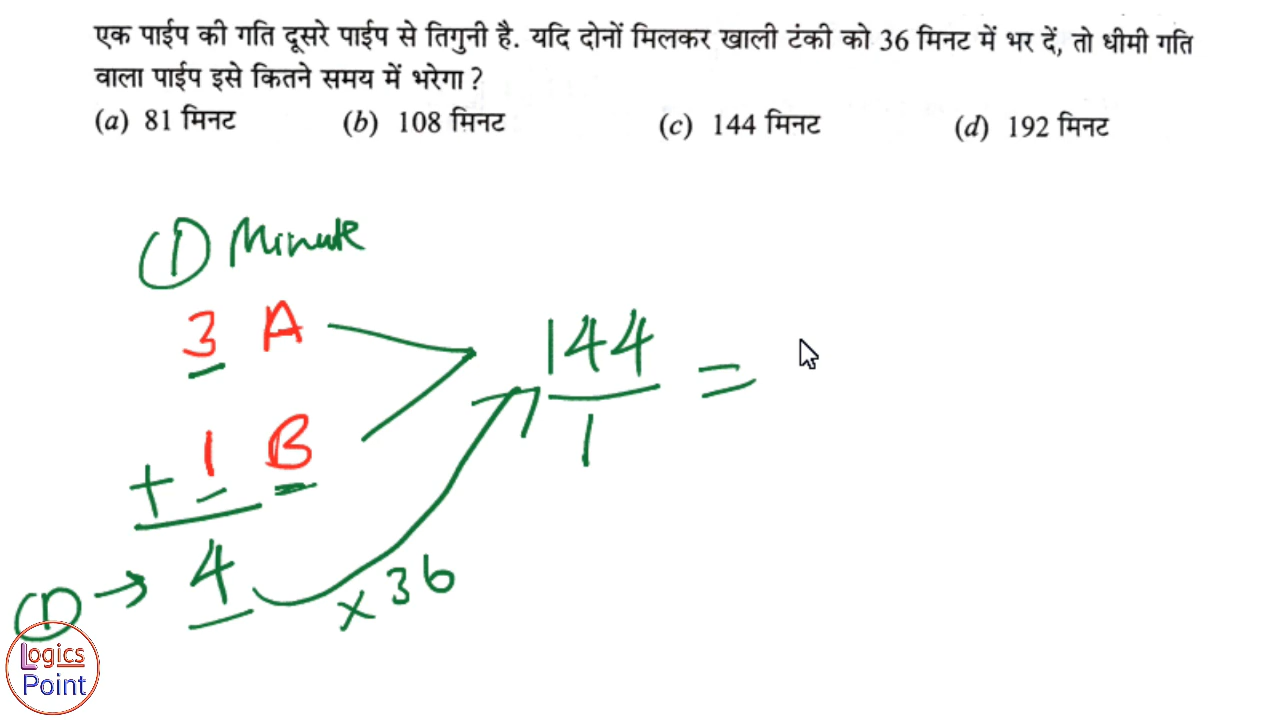 एक पाईप की गति दूसरे पाईप से तिगुनी है. यदि दोनों मिलकर खाली टंकी को 36 मिनट में भर दें, तो धीमी गति
वाला पाईप इसे कितने समय में भरेगा ?
(a) 81 मिनट (b) 108 मिनट (c) 144 मिनट (d) 192 मिनट
① Minute
3 A
+ 1 B
① → 4
x 36
144
1
=
Logics
Point